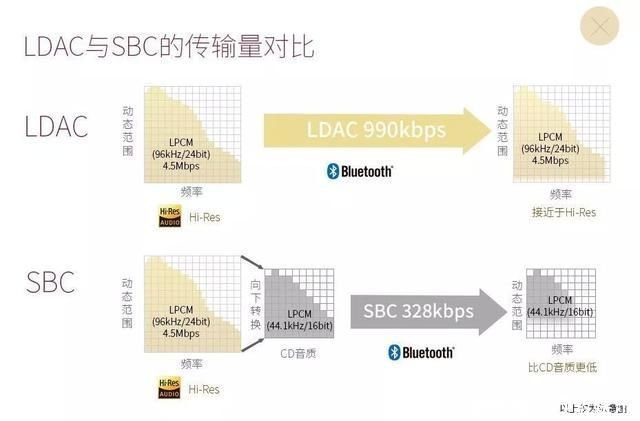 LDAC与SBC的传输量对比
LDAC
动态范围
LPCM
(96kHz/24bit)
4.5Mbps
频率
Hi-Res AUDIO
Hi-Res
LDAC 990kbps
Bluetooth®
动态范围
LPCM
(96kHz/24bit)
4.5Mbps
频率
接近于Hi-Res
SBC
动态范围
LPCM
(96kHz/24bit)
4.5Mbps
频率
Hi-Res AUDIO
Hi-Res
向下转换
LPCM
(44.1kHz/16bit)
CD音质
SBC 328kbps
Bluetooth®
动态范围
LPCM
(44.1kHz/16bit)
频率
比CD音质更低